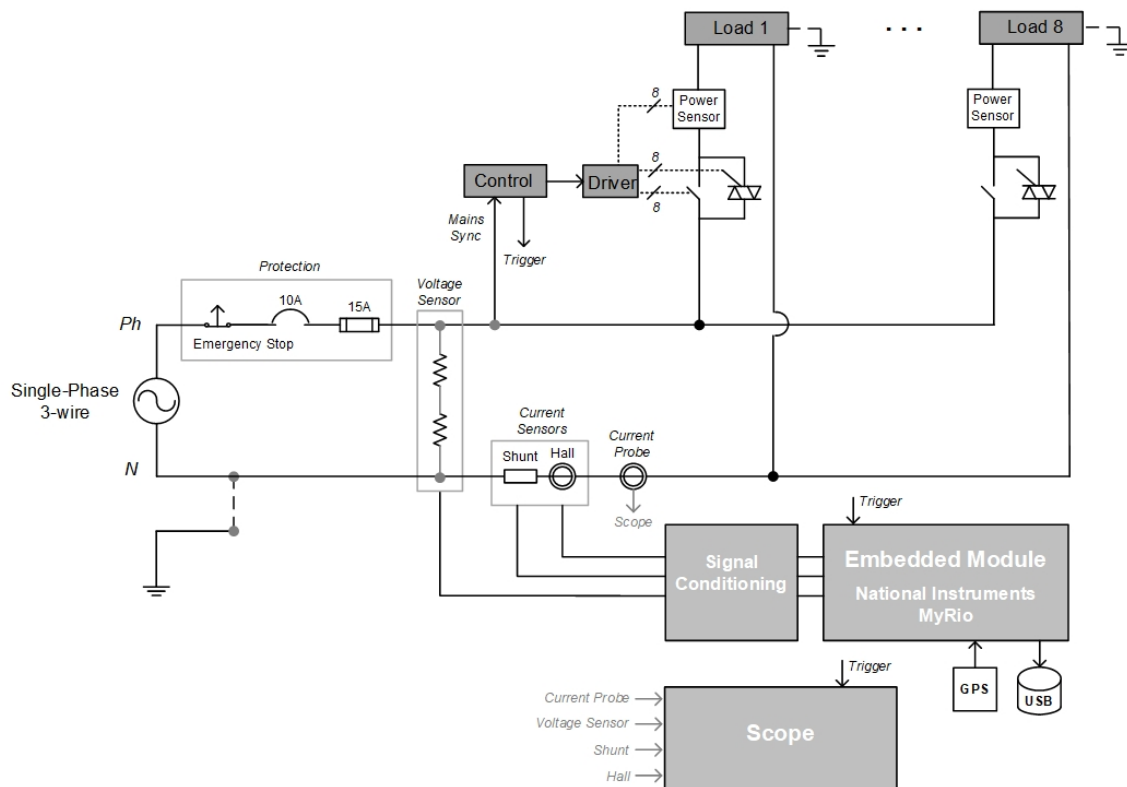 Load 1
. . .
Load 8
8
Power
Sensor
Power
Sensor
8
Control
Driver
8
Mains
Sync
Trigger
Protection
Voltage
Sensor
10A
15A
Ph
Emergency Stop
Single-Phase
3-wire
Current
Sensors
Current
Probe
N
Shunt
Hall
Scope
Trigger
Signal
Conditioning
Embedded Module
National Instruments
MyRio
Trigger
GPS
USB
Current Probe
Voltage Sensor
Scope
Shunt
Hall